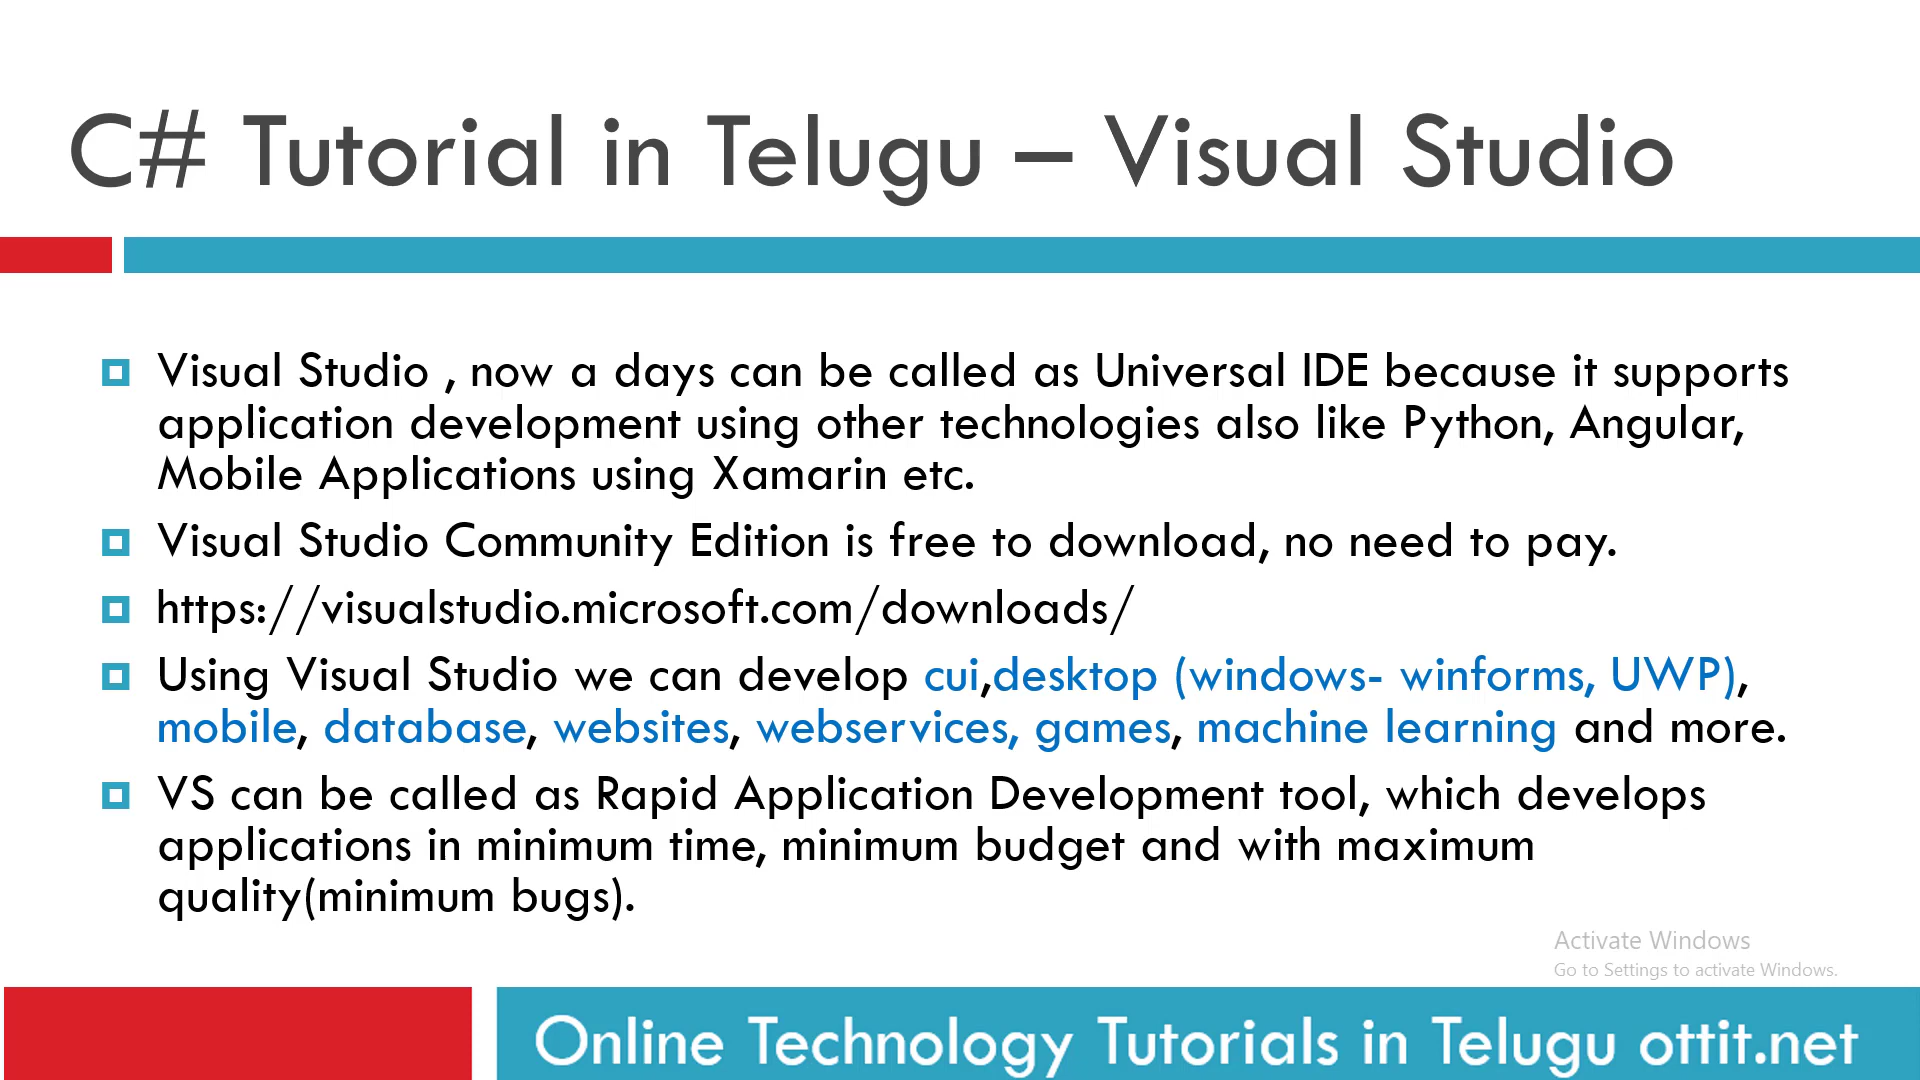 C# Tutorial in Telugu – Visual Studio
Visual Studio , now a days can be called as Universal IDE because it supports
application development using other technologies also like Python, Angular,
Mobile Applications using Xamarin etc.
Visual Studio Community Edition is free to download, no need to pay.
https://visualstudio.microsoft.com/downloads/
Using Visual Studio we can develop cui,desktop (windows- winforms, UWP),
mobile, database, websites, webservices, games, machine learning and more.
VS can be called as Rapid Application Development tool, which develops
applications in minimum time, minimum budget and with maximum
quality(minimum bugs).
Activate Windows
Go to Settings to activate Windows.
Online Technology Tutorials in Telugu ottit.net